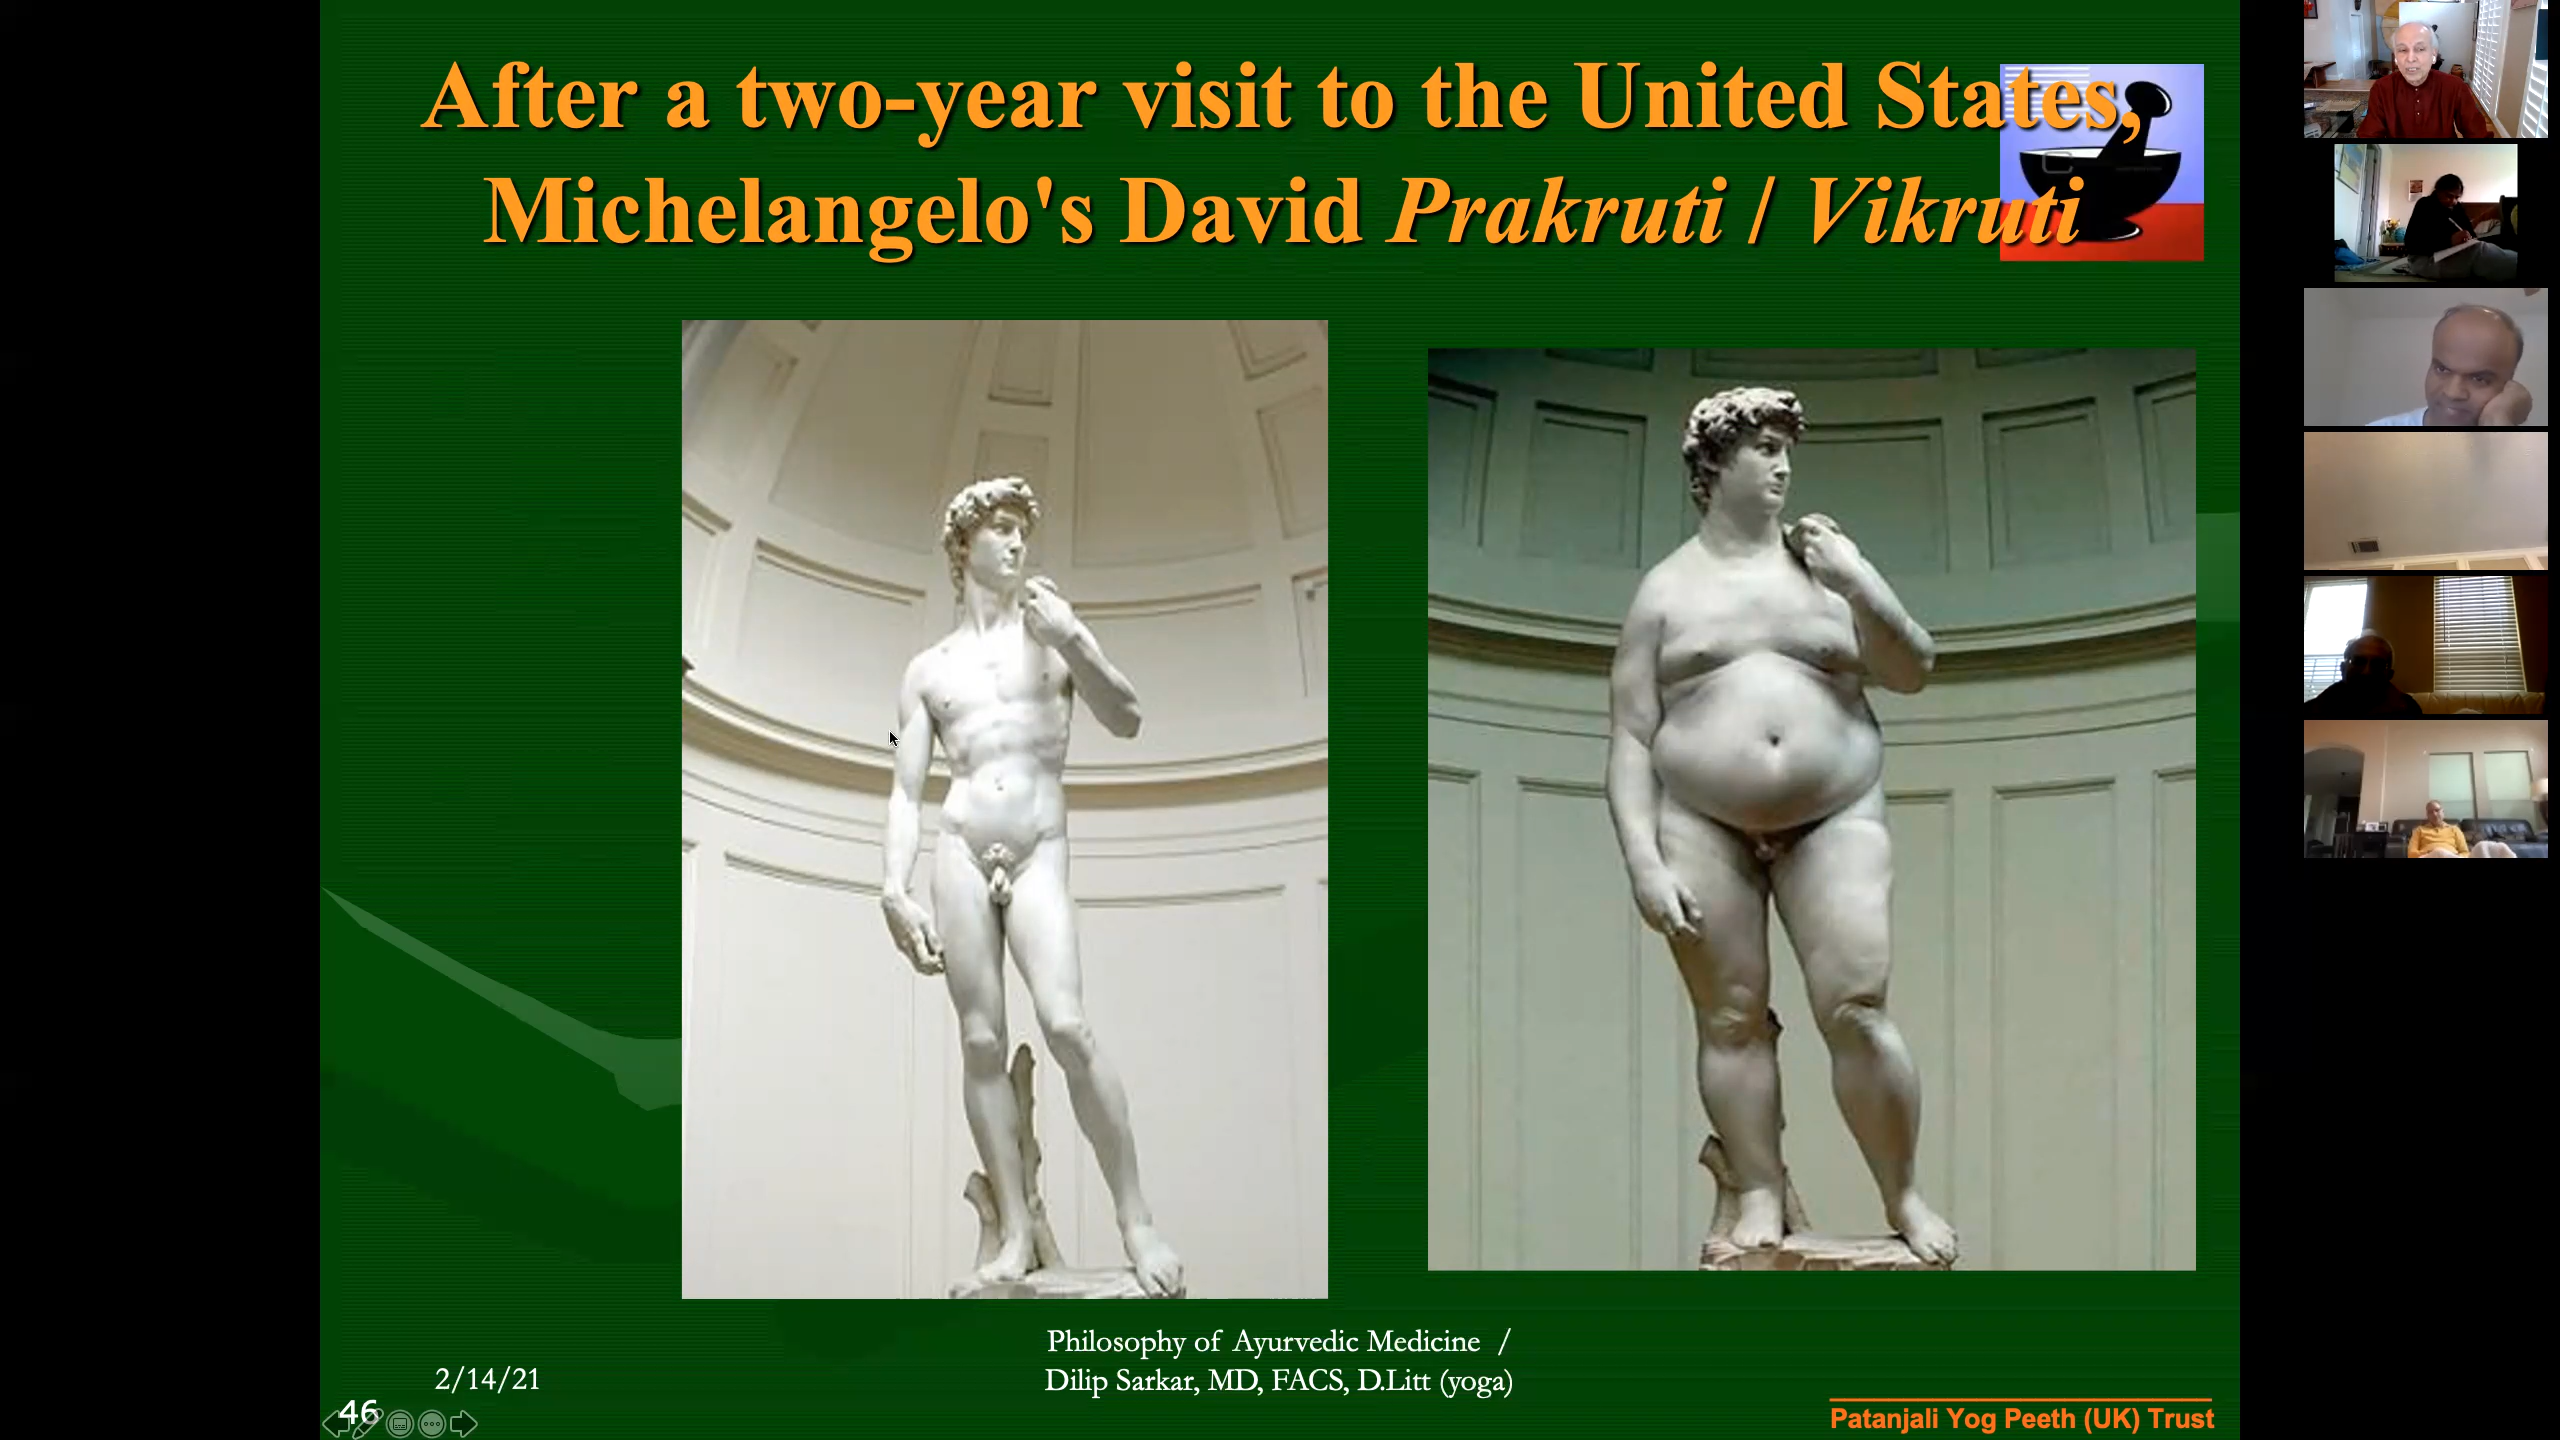 After a two-year visit to the United States,
Michelangelo's David Prakruti / Vikruti
Philosophy of Ayurvedic Medicine /
Dilip Sarkar, MD, FACS, D.Litt (yoga)
2/14/21
46
Patanjali Yog Peeth (UK) Trust